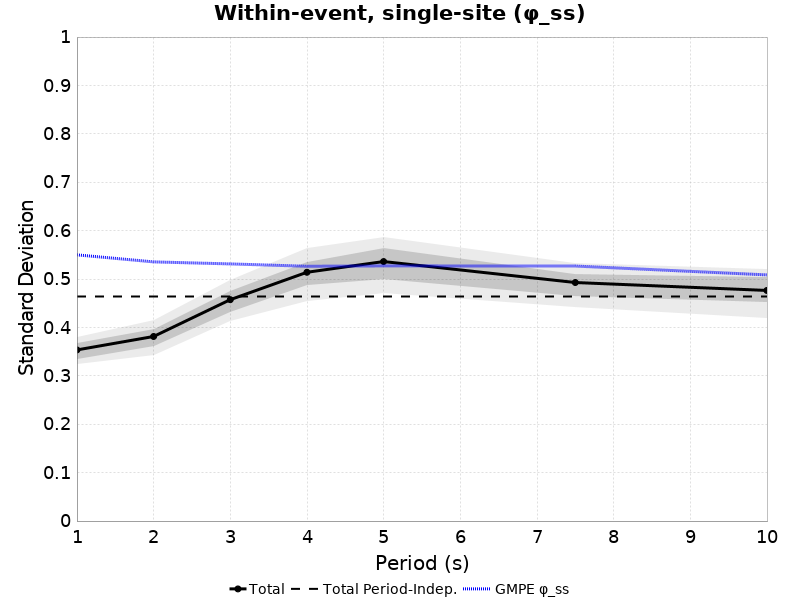 Within-event, single-site (φ_ss)
Standard Deviation
1
0.9
0.8
0.7
0.6
0.5
0.4
0.3
0.2
0.1
0
1 2 3 4 5 6 7 8 9 10
Period (s)
Total Total Period-Indep. GMPE φ_ss